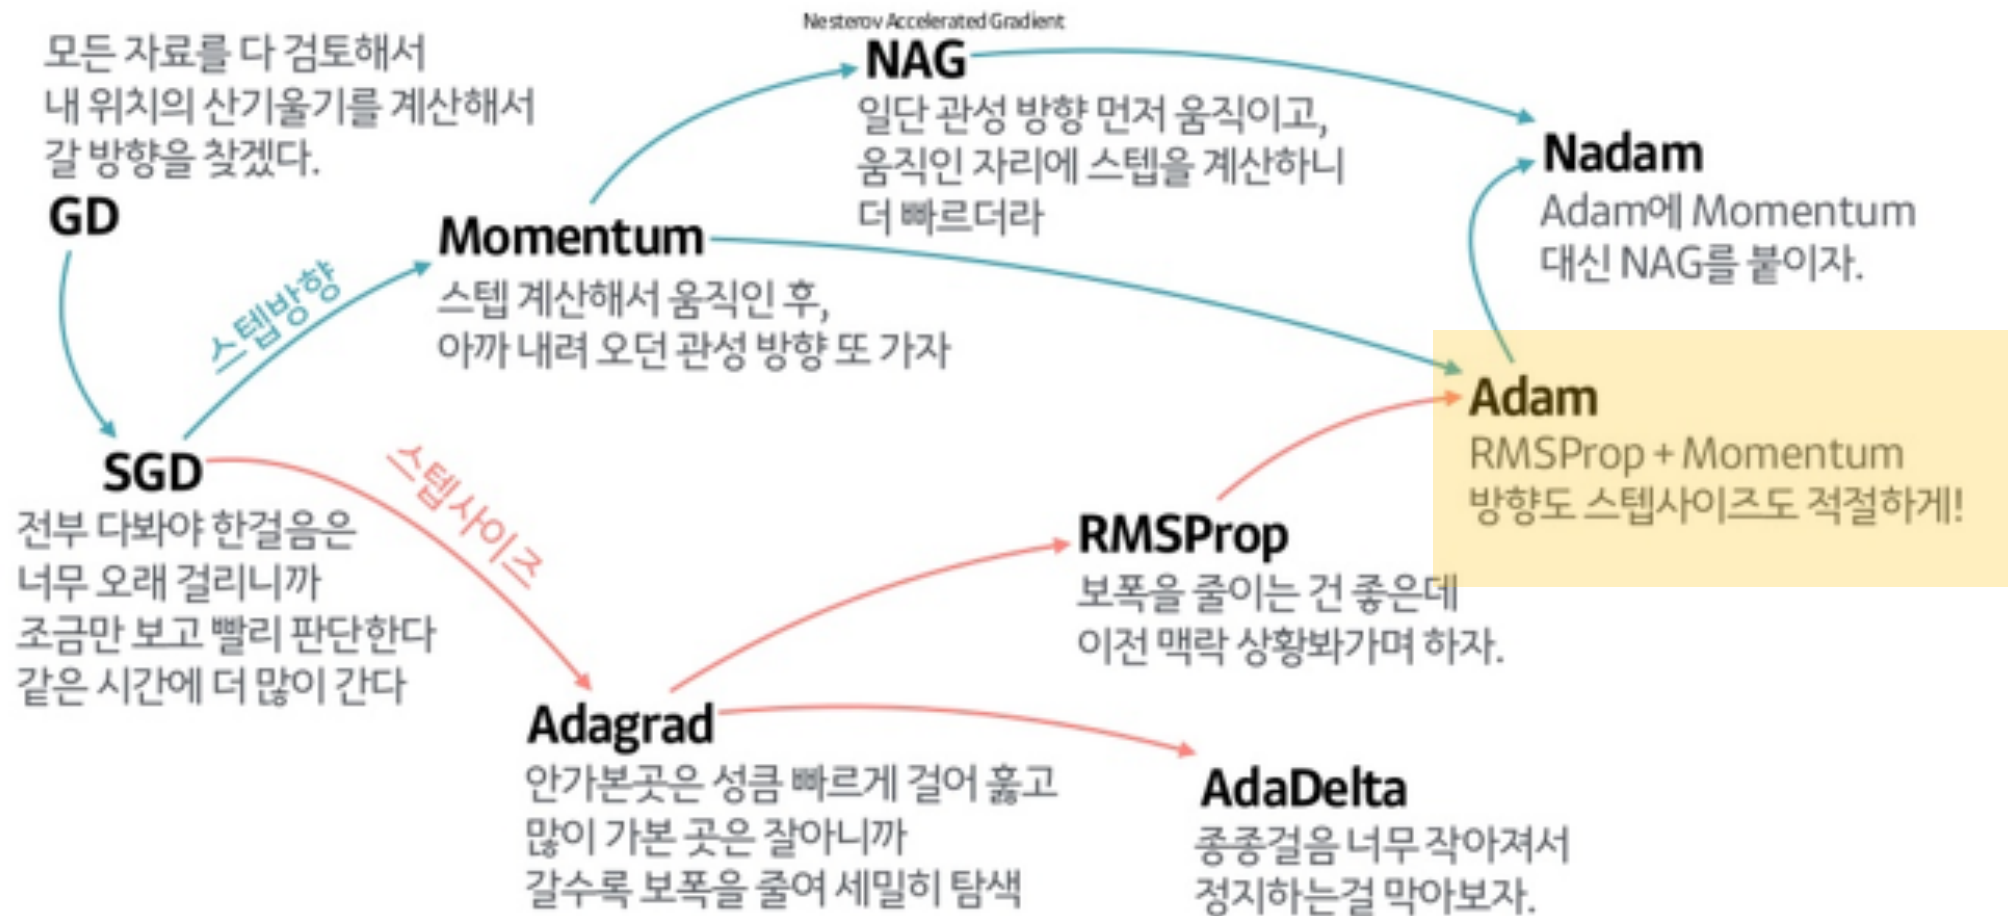 모든 자료를 다 검토해서
내 위치의 산기울기를 계산해서
갈 방향을 찾겠다.
GD
스텝방향
SGD
전부 다봐야 한걸음은
너무 오래 걸리니까
조금만 보고 빨리 판단한다
같은 시간에 더 많이 간다
Momentum
스텝 계산해서 움직인 후,
아까 내려 오던 관성 방향 또 가자
Nesterov Accelerated Gradient
NAG
일단 관성 방향 먼저 움직이고,
움직인 자리에 스텝을 계산하니
더 빠르더라
Nadam
Adam에 Momentum
대신 NAG를 붙이자.
Adam
RMSProp + Momentum
방향도 스텝사이즈도 적절하게!
스텝사이즈
RMSProp
보폭을 줄이는 건 좋은데
이전 맥락 상황봐가며 하자.
Adagrad
안가본곳은 성큼 빠르게 걸어 훓고
많이 가본 곳은 잘아니까
갈수록 보폭을 줄여 세밀히 탐색
AdaDelta
종종걸음 너무 작아져서
정지하는걸 막아보자.